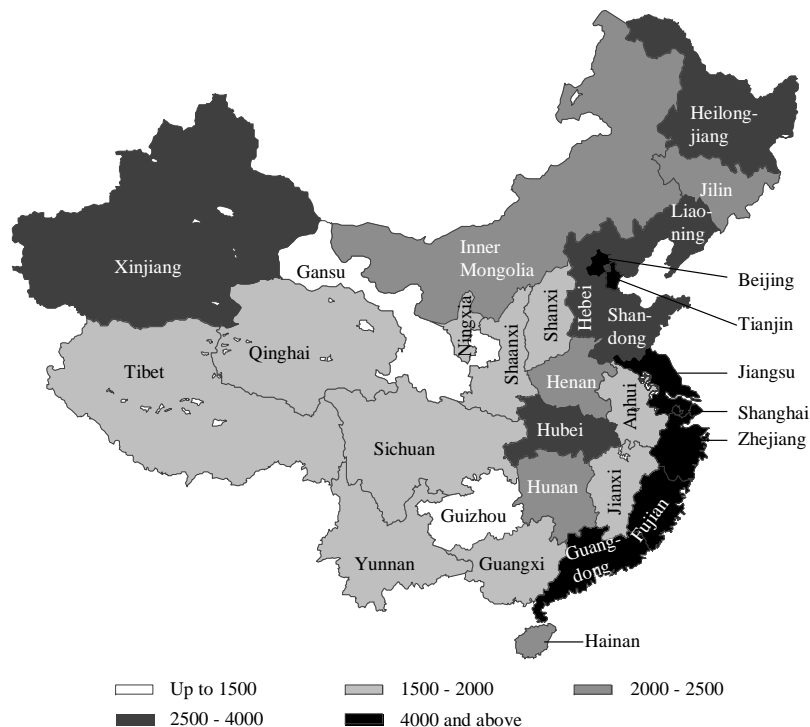 Heilong-
jiang
Jilin
Liao-
ning
Xinjiang
Inner
Mongolia
Gansu
Beijing
Hebei
Shanxi
Ningxia
Shaanxi
Shan-
dong
Tianjin
Qinghai
Tibet
Henan
Jiangsu
Anhui
Shanghai
Hubei
Zhejiang
Sichuan
Hunan
Jianxi
Guizhou
Fujian
Yunnan
Guangxi
Guang-
dong
Hainan
Up to 1500
1500 - 2000
2000 - 2500
2500 - 4000
4000 and above